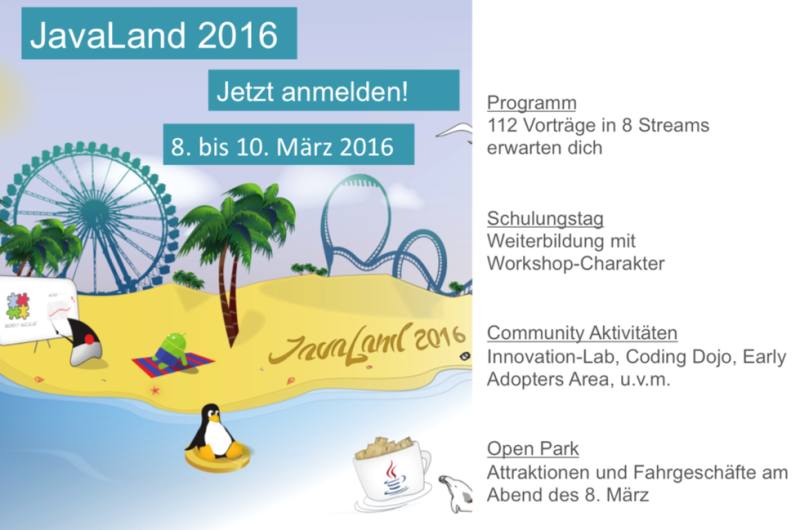 JavaLand 2016
Jetzt anmelden!
8. bis 10. März 2016
JavaLand 2016
Programm
112 Vorträge in 8 Streams
erwarten dich
Schulungstag
Weiterbildung mit
Workshop-Charakter
Community Aktivitäten
Innovation-Lab, Coding Dojo, Early
Adopters Area, u.v.m.
Open Park
Attraktionen und Fahrgeschäfte am
Abend des 8. März